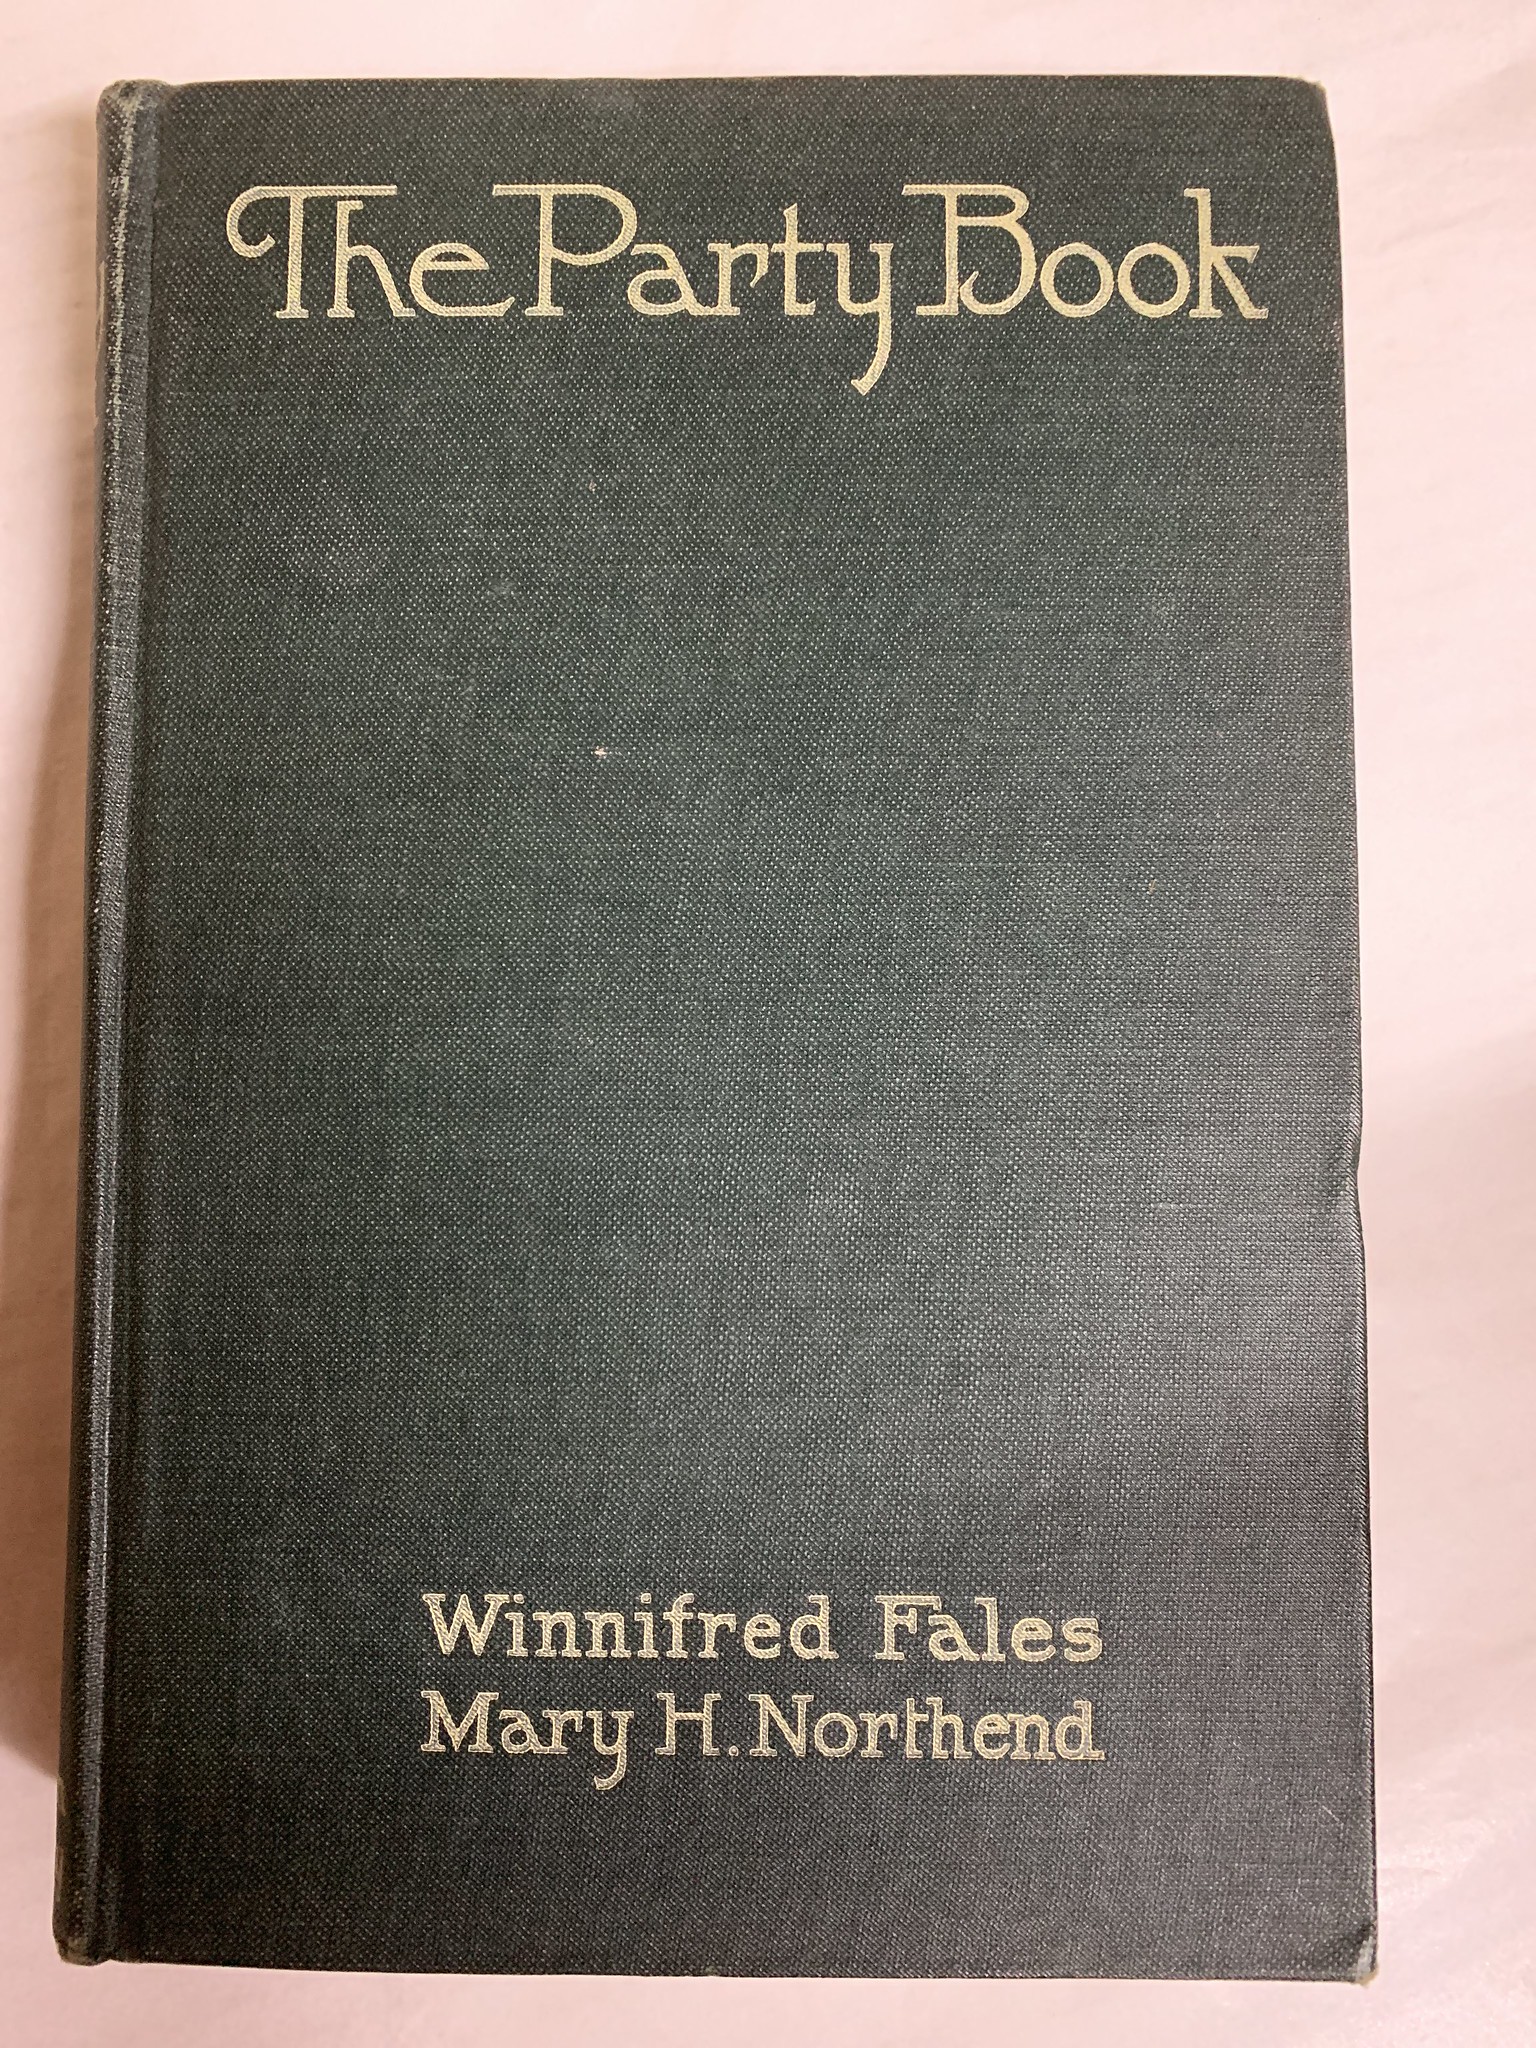 The Party Book
Winnifred Fales
Mary H. Northend